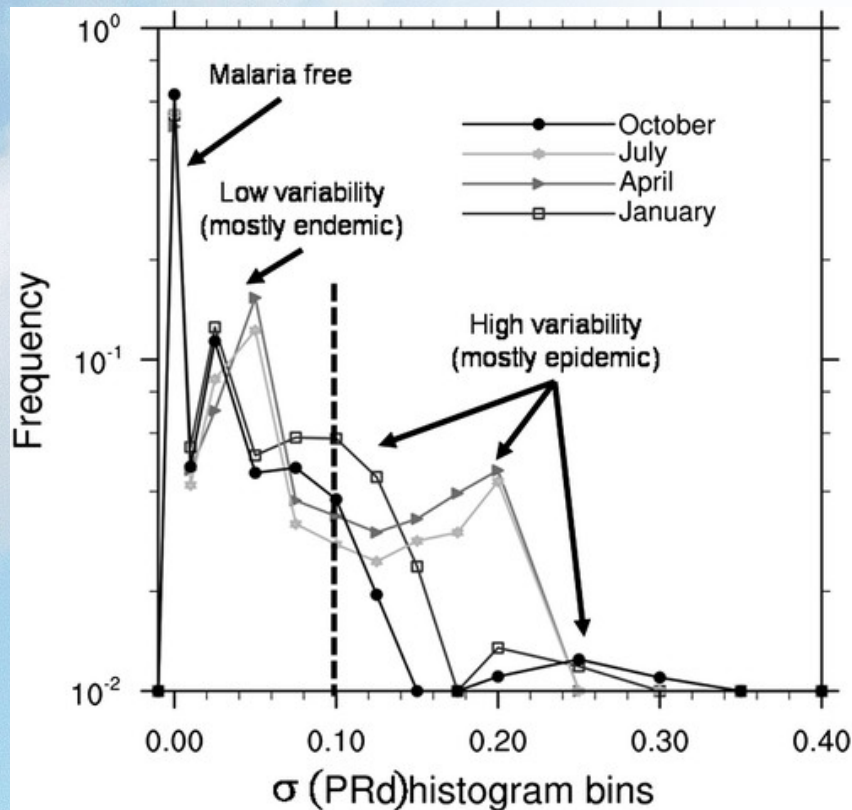 10⁰
Malaria free
October
July
April
January
Low variability
(mostly endemic)
High variability
(mostly epidemic)
10⁻¹
Frequency
10⁻²
0.00 0.10 0.20 0.30 0.40
σ (PRd)histogram bins